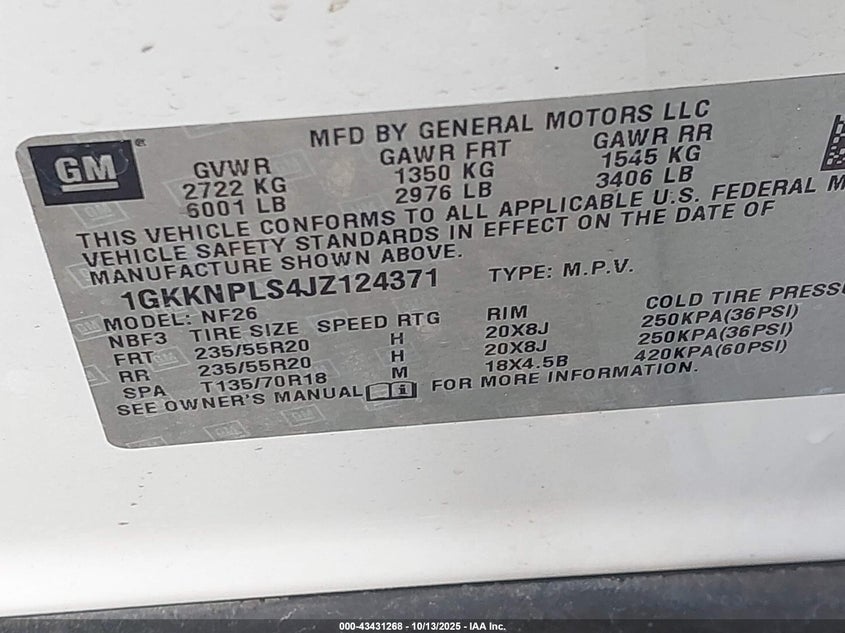 GM
MFD BY GENERAL MOTORS LLC
GVWR GAWR FRT GAWR RR
2722 KG 1350 KG 1545 KG
6001 LB 2976 LB 3406 LB
THIS VEHICLE CONFORMS TO ALL APPLICABLE U.S. FEDERAL M
VEHICLE SAFETY STANDARDS IN EFFECT ON THE DATE OF
MANUFACTURE SHOWN ABOVE.
1GKKNPLS4JZ124371 TYPE: M.P.V.
MODEL: NF26
NBF3 TIRE SIZE SPEED RTG RIM COLD TIRE PRESSU
FRT 235/55R20 H 20X8J 250KPA(36PSI)
RR 235/55R20 H 20X8J 250KPA(36PSI)
SPA T135/70R18 M 18X4.5B 420KPA(60PSI)
SEE OWNER'S MANUAL FOR MORE INFORMATION.
000-43431268 | 10/13/2025 - IAA Inc.